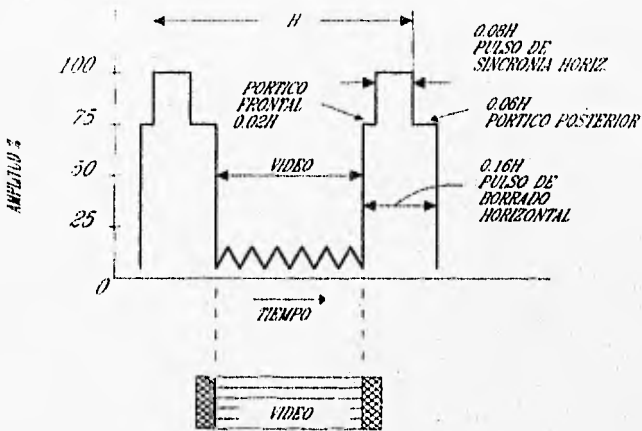 H
0.08H
PULSO DE
SINCRONIA HORIZ.
100
PORTICO
FRONTAL
0.02H
0.06H
PORTICO POSTERIOR
75
AMPLITUD %
50
VIDEO
0.16H
PULSO DE
BORRADO
HORIZONTAL
25
0
TIEMPO
VIDEO